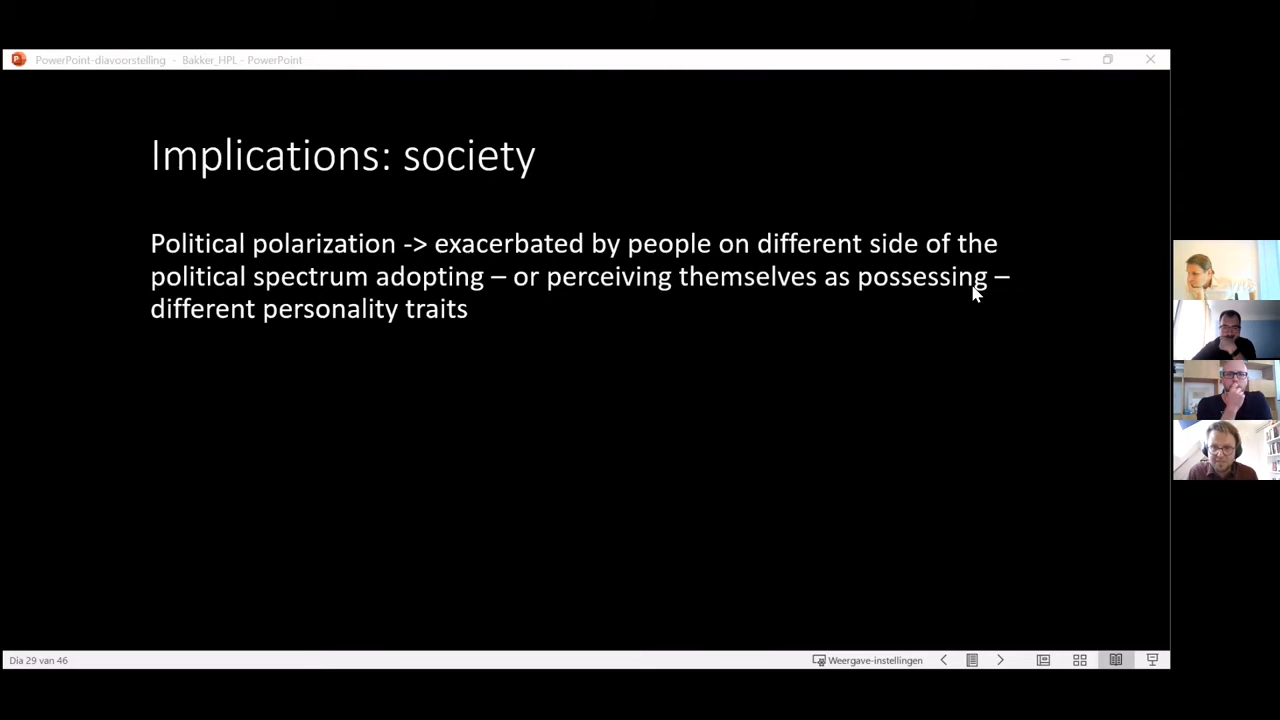 PowerPoint-diavoorstelling - Bakker_HPL - PowerPoint
Implications: society
Political polarization -> exacerbated by people on different side of the
political spectrum adopting – or perceiving themselves as possessing –
different personality traits
Dia 29 van 46
Weergave-instellingen